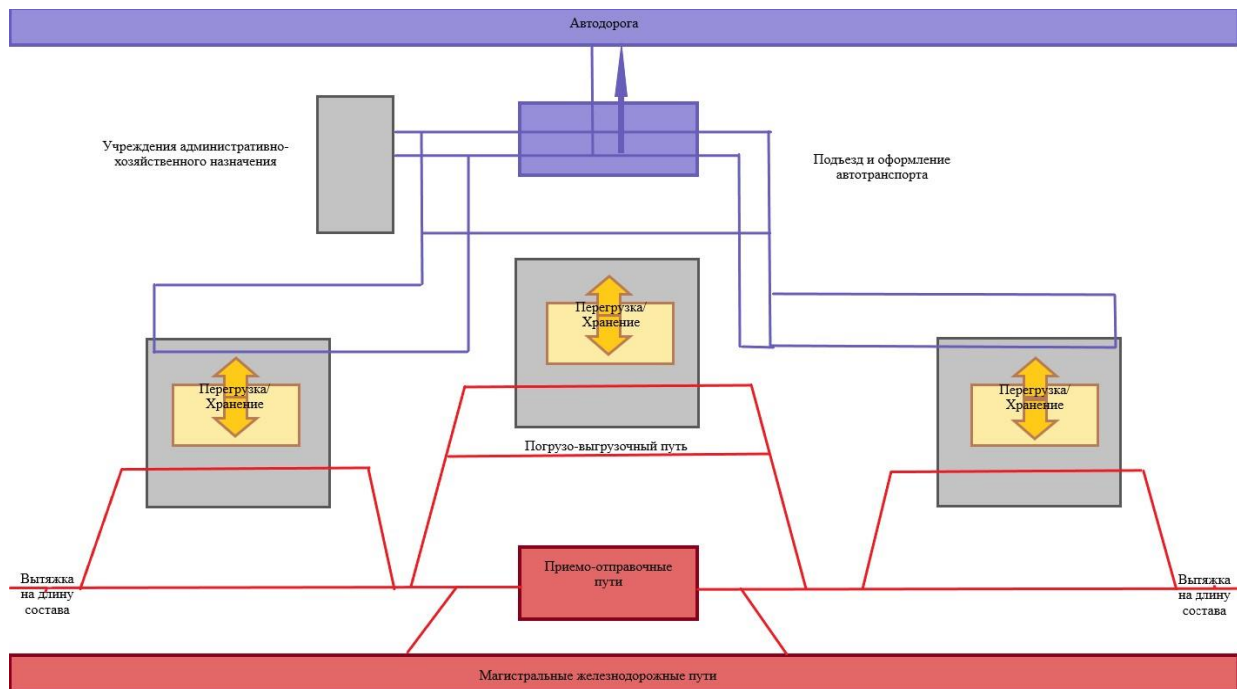 Автодорога
Учреждения административно-
хозяйственного назначения
Подъезд и оформление
автотранспорта
Перегрузка/
Хранение
Перегрузка/
Хранение
Перегрузка/
Хранение
Погрузо-выгрузочный путь
Вытяжка
на длину
состава
Приемо-отправочные
пути
Вытяжка
на длину
состава
Магистральные железнодорожные пути